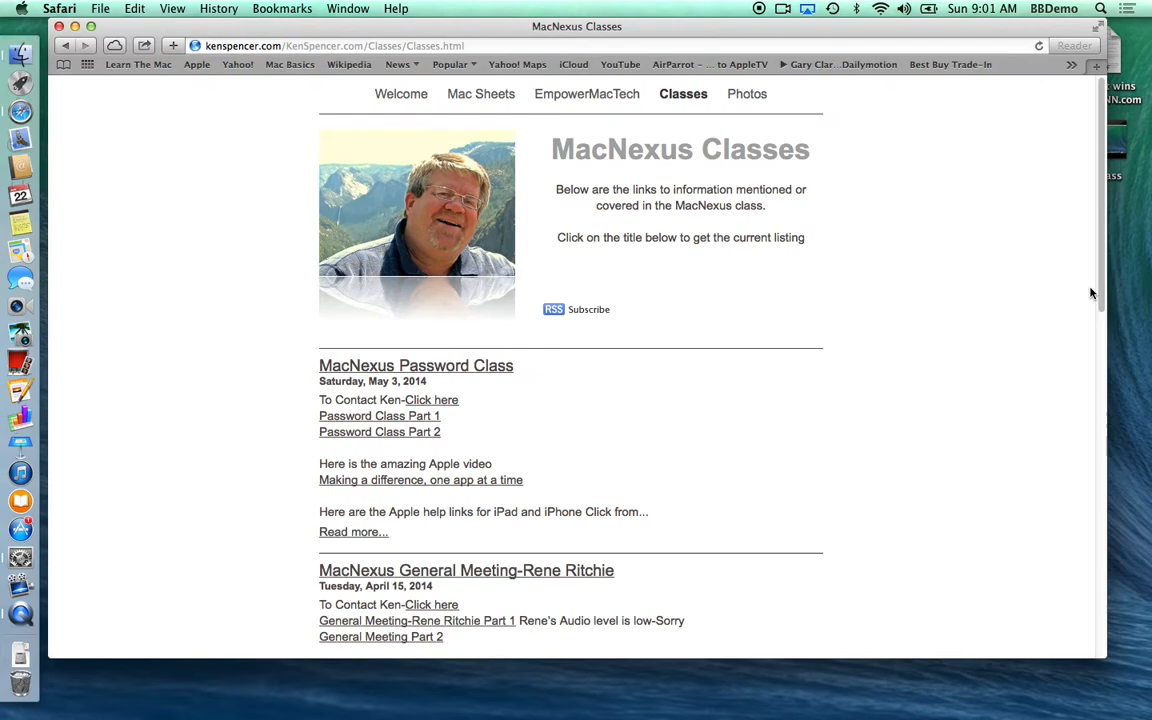 Safari File Edit View History Bookmarks Window Help Sun 9:01 AM BBDemo
MacNexus Classes
kenspencer.com/KenSpencer.com/Classes/Classes.html Reader
Learn The Mac Apple Yahoo! Mac Basics Wikipedia News Popular Yahoo! Maps iCloud YouTube AirParrot – ... to AppleTV Gary Clar...Dailymotion Best Buy Trade-In
t wins
NN.com
ass
22
Welcome Mac Sheets EmpowerMacTech Classes Photos
MacNexus Classes
Below are the links to information mentioned or
covered in the MacNexus class.
Click on the title below to get the current listing
RSS Subscribe
MacNexus Password Class
Saturday, May 3, 2014
To Contact Ken-Click here
Password Class Part 1
Password Class Part 2
Here is the amazing Apple video
Making a difference, one app at a time
Here are the Apple help links for iPad and iPhone Click from...
Read more...
MacNexus General Meeting-Rene Ritchie
Tuesday, April 15, 2014
To Contact Ken-Click here
General Meeting-Rene Ritchie Part 1 Rene's Audio level is low-Sorry
General Meeting Part 2